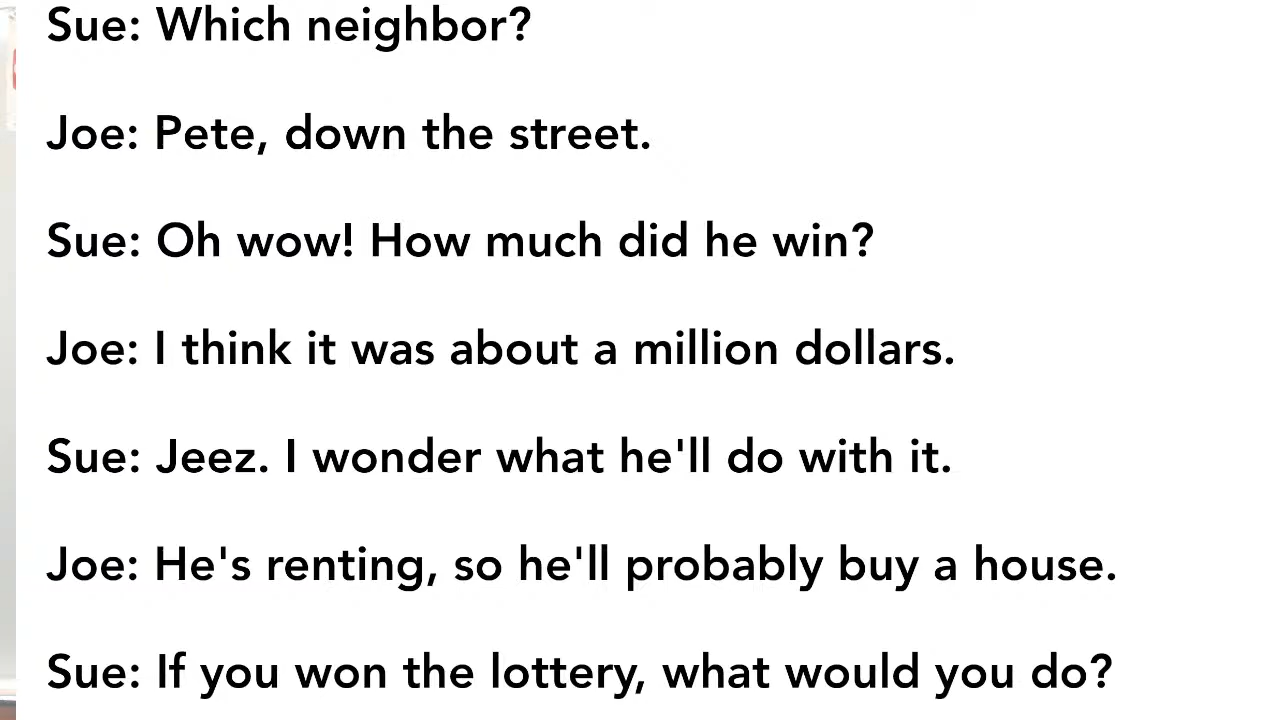 Sue: Which neighbor?
Joe: Pete, down the street.
Sue: Oh wow! How much did he win?
Joe: I think it was about a million dollars.
Sue: Jeez. I wonder what he'll do with it.
Joe: He's renting, so he'll probably buy a house.
Sue: If you won the lottery, what would you do?